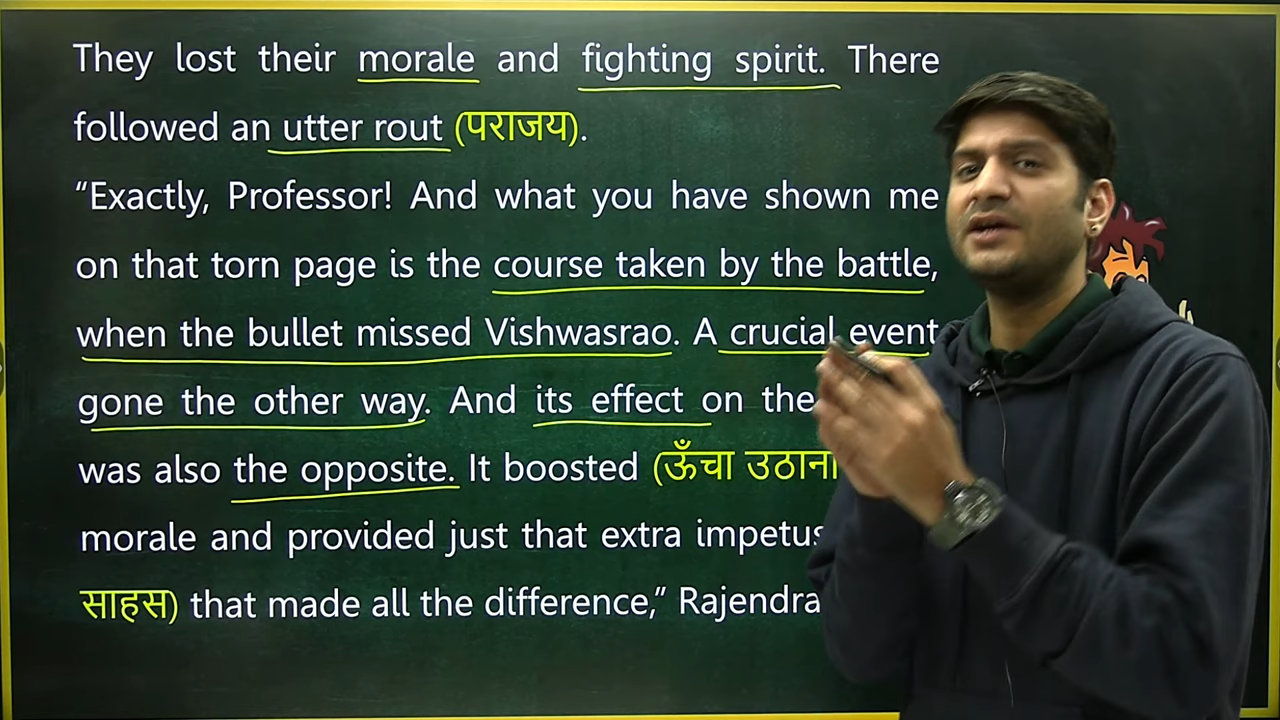 They lost their morale and fighting spirit. There
followed an utter rout (पराजय).
“Exactly, Professor! And what you have shown me
on that torn page is the course taken by the battle,
when the bullet missed Vishwasrao. A crucial event
gone the other way. And its effect on the
was also the opposite. It boosted (ऊँचा उठाना
morale and provided just that extra impetus
साहस) that made all the difference,” Rajendra